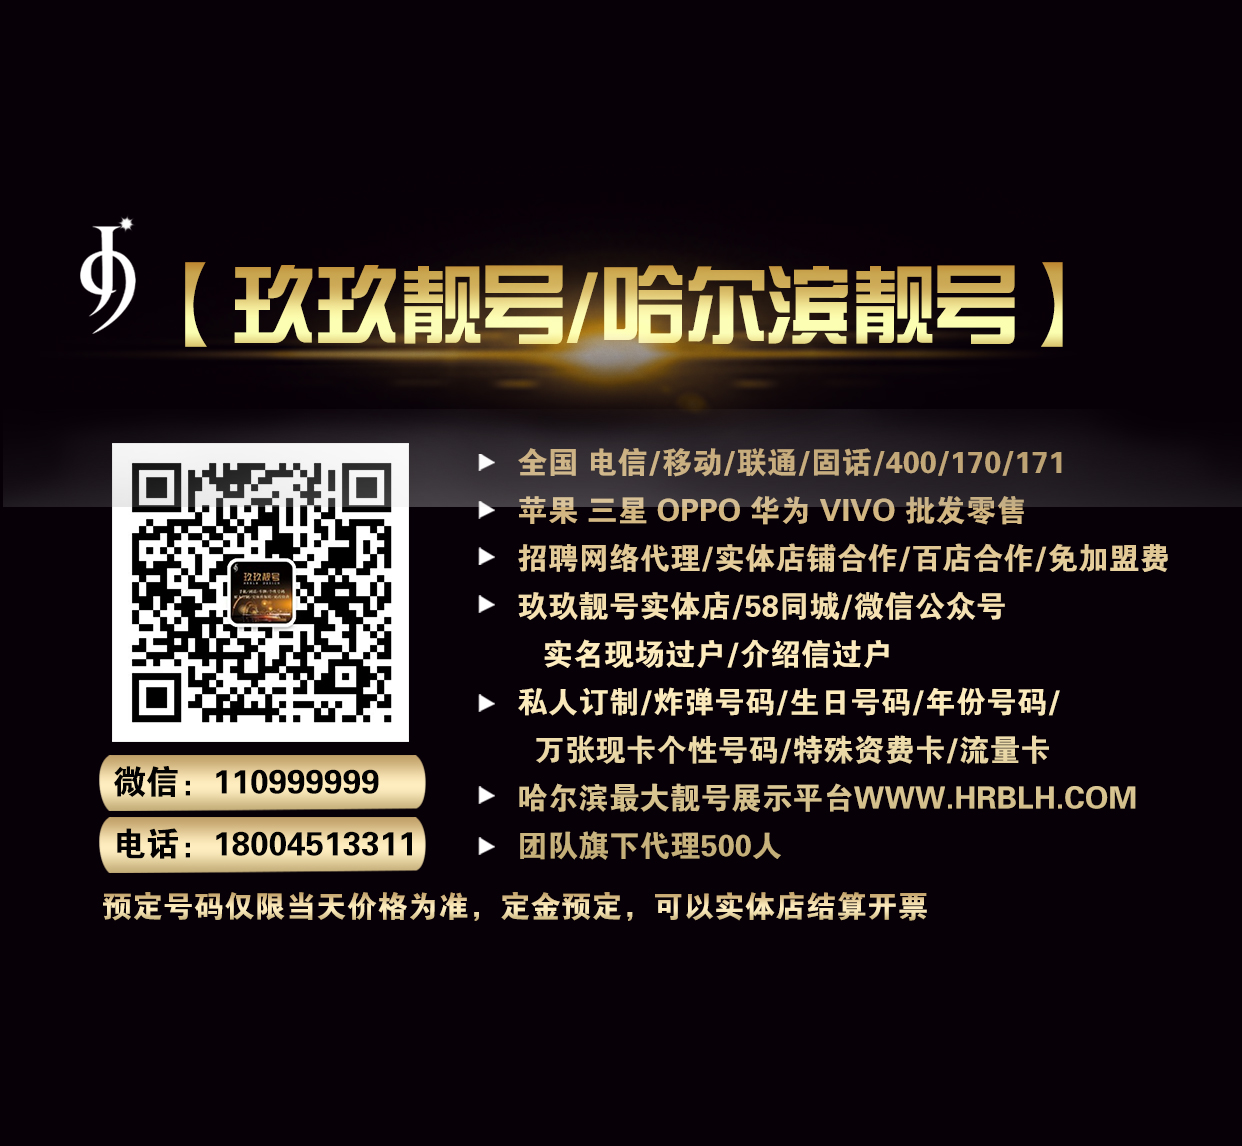 【玖玖靓号/哈尔滨靓号】
全国 电信/移动/联通/固话/400/170/171
苹果 三星 OPPO 华为 VIVO 批发零售
招聘网络代理/实体店铺合作/百店合作/免加盟费
玖玖靓号实体店/58同城/微信公众号
实名现场过户/介绍信过户
私人订制/炸弹号码/生日号码/年份号码/
万张现卡个性号码/特殊资费卡/流量卡
哈尔滨最大靓号展示平台WWW.HRBLH.COM
团队旗下代理500人
玖玖靓号
微信：110999999
电话：18004513311
预定号码仅限当天价格为准，定金预定，可以实体店结算开票